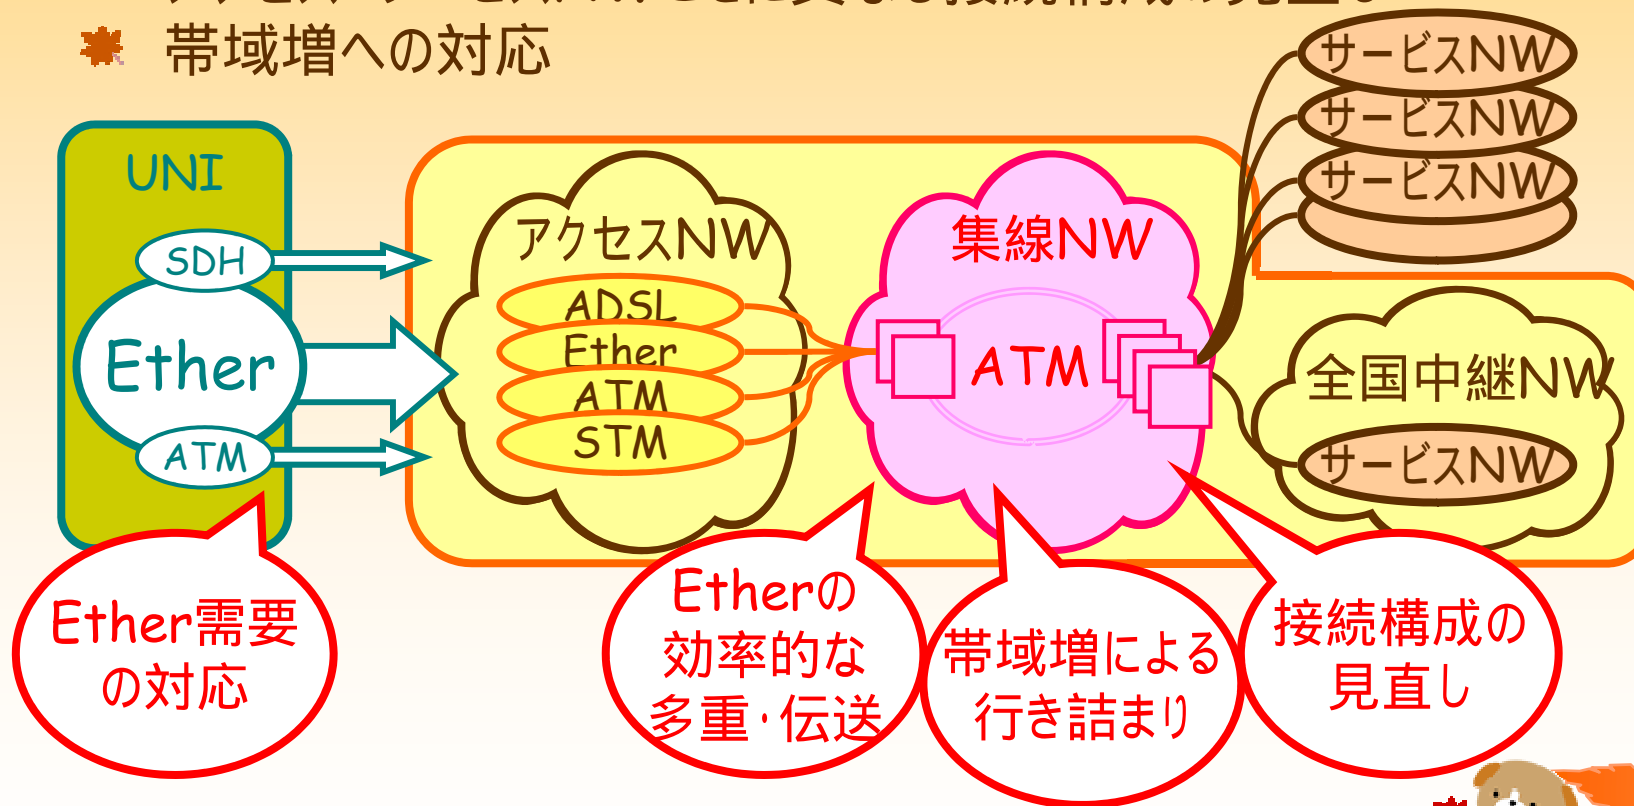 帯域増への対応
サービスNW
サービスNW
サービスNW
UNI
SDH
Ether
ATM
アクセスNW
ADSL
Ether
ATM
STM
集線NW
ATM
全国中継NW
サービスNW
Ether需要
の対応
Etherの
効率的な
多重・伝送
帯域増による
行き詰まり
接続構成の
見直し